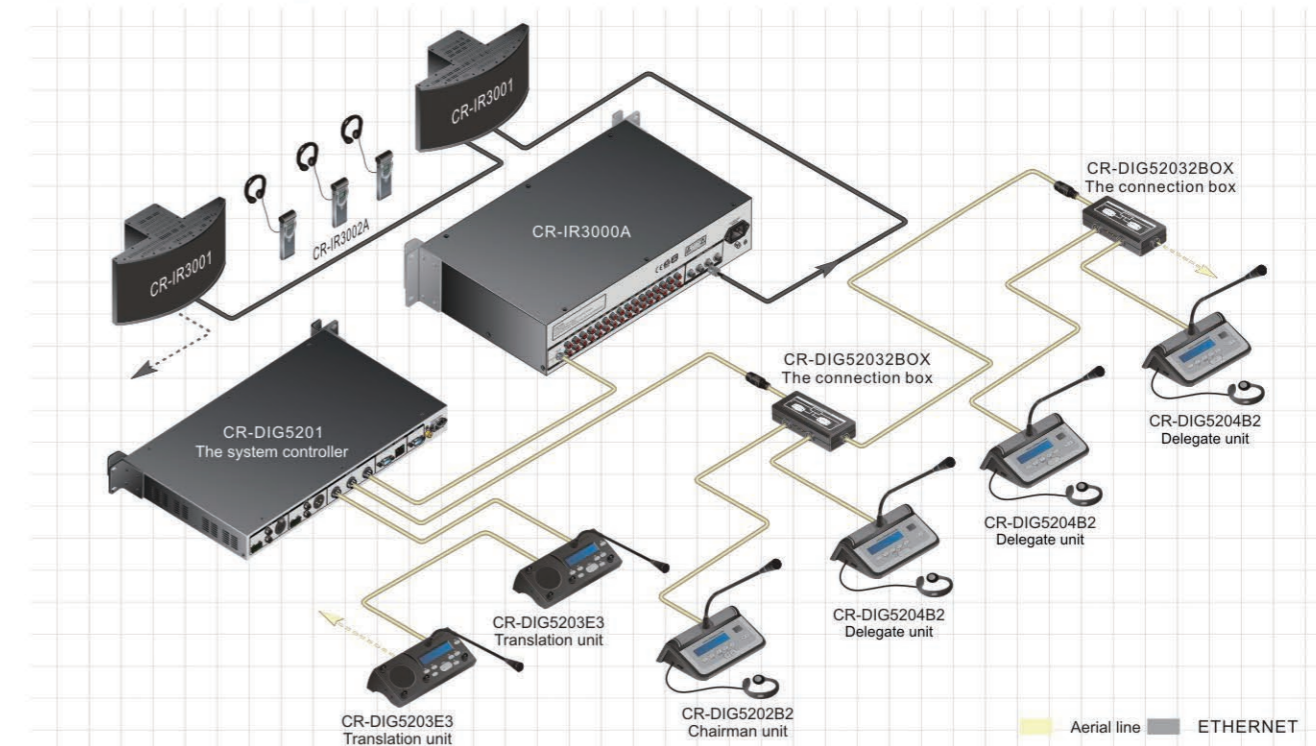 CR-IR3001
CR-IR3001
CR-IR3002A
CR-IR3000A
CR-DIG52032BOX
The connection box
CR-DIG52032BOX
The connection box
CR-DIG5201
The system controller
CR-DIG5204B2
Delegate unit
CR-DIG5204B2
Delegate unit
CR-DIG5204B2
Delegate unit
CR-DIG5203E3
Translation unit
CR-DIG5203E3
Translation unit
CR-DIG5202B2
Chairman unit
Aerial line
ETHERNET